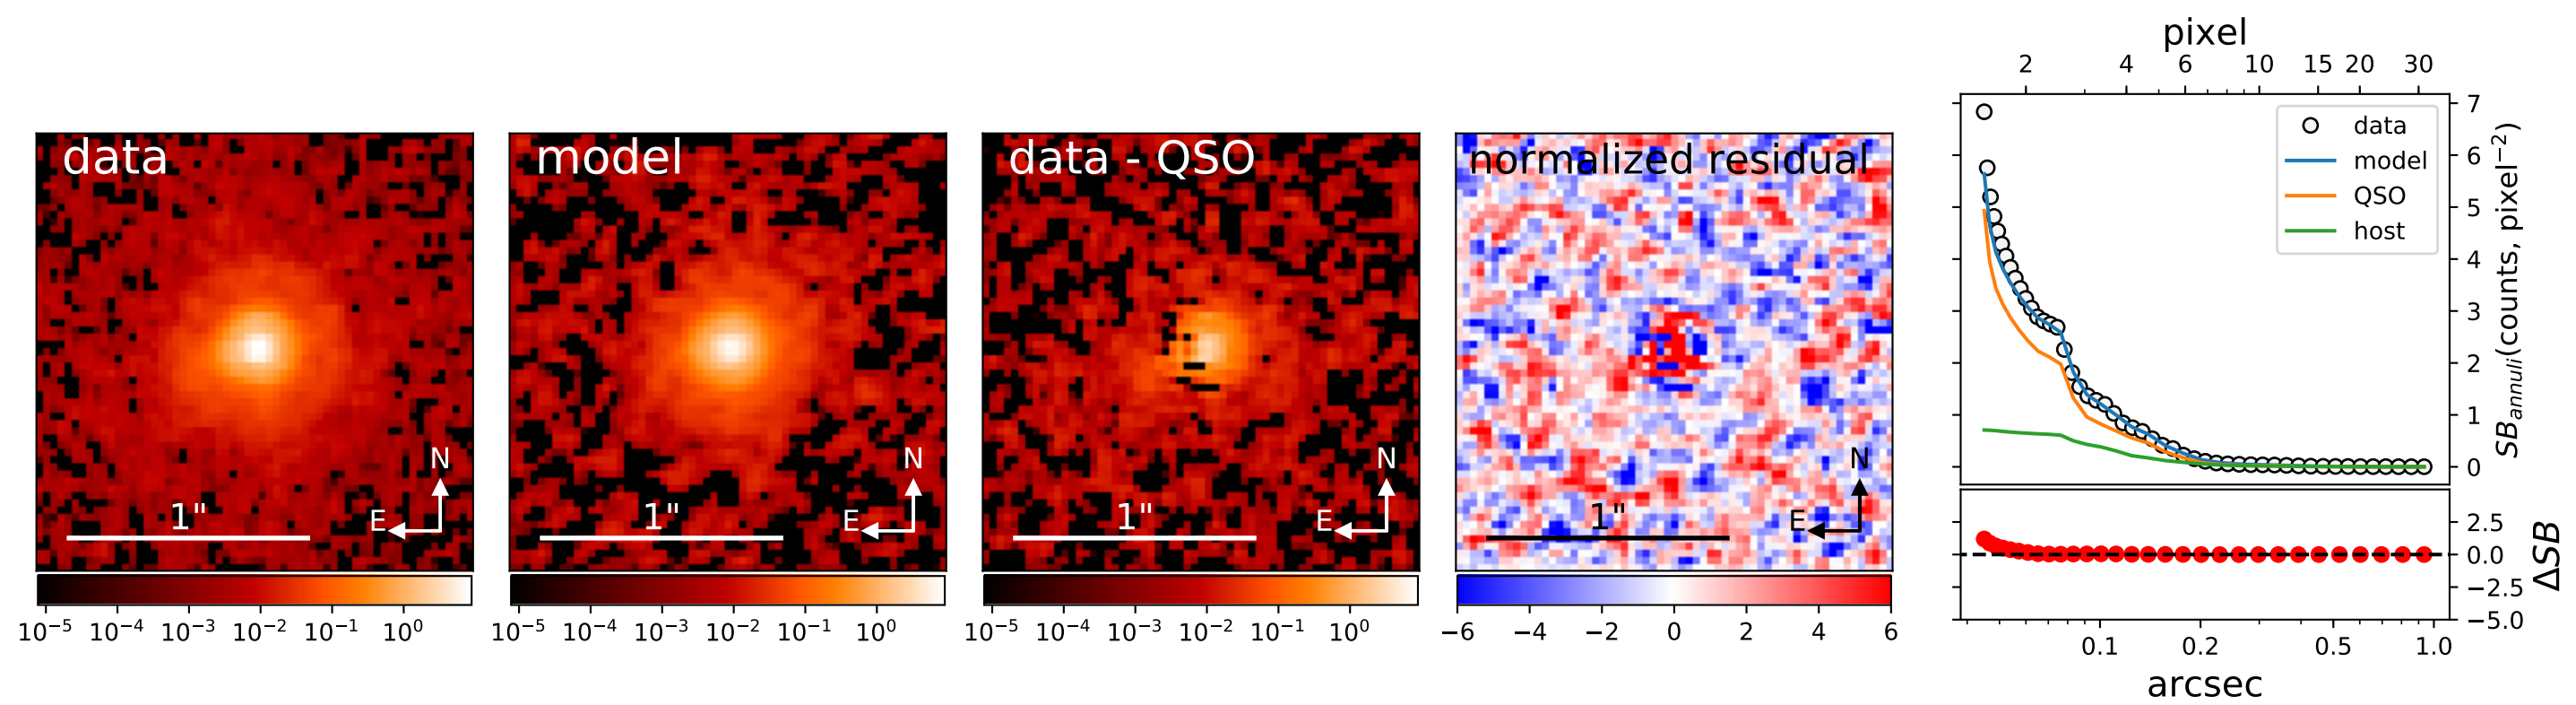 data
N
E
1"
10⁻⁵ 10⁻⁴ 10⁻³ 10⁻² 10⁻¹ 10⁰
model
N
E
1"
10⁻⁵ 10⁻⁴ 10⁻³ 10⁻² 10⁻¹ 10⁰
data - QSO
N
E
1"
10⁻⁵ 10⁻⁴ 10⁻³ 10⁻² 10⁻¹ 10⁰
normalized residual
N
E
1"
−6 −4 −2 0 2 4 6
pixel
2 4 6 10 15 20 30
data
model
QSO
host
7
6
5
4
3
2
1
0
SB_annuli(counts, pixel⁻²)
2.5
0.0
−2.5
−5.0
ΔSB
0.1 0.2 0.5 1.0
arcsec